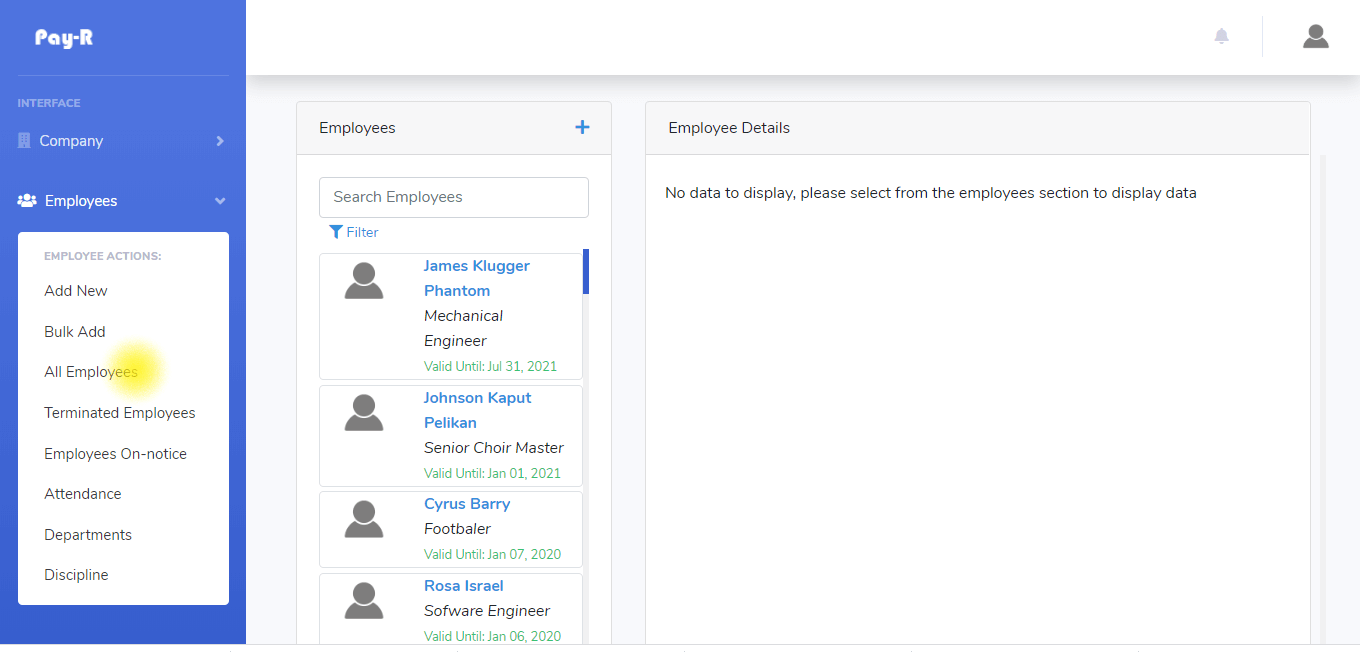 Pay-R
INTERFACE
Company
Employees
EMPLOYEE ACTIONS:
Add New
Bulk Add
All Employees
Terminated Employees
Employees On-notice
Attendance
Departments
Discipline
Employees
Search Employees
Filter
James Klugger
Phantom
Mechanical
Engineer
Valid Until: Jul 31, 2021
Johnson Kaput
Pelikan
Senior Choir Master
Valid Until: Jan 01, 2021
Cyrus Barry
Footbaler
Valid Until: Jan 07, 2020
Rosa Israel
Sofware Engineer
Valid Until: Jan 06, 2020
Employee Details
No data to display, please select from the employees section to display data